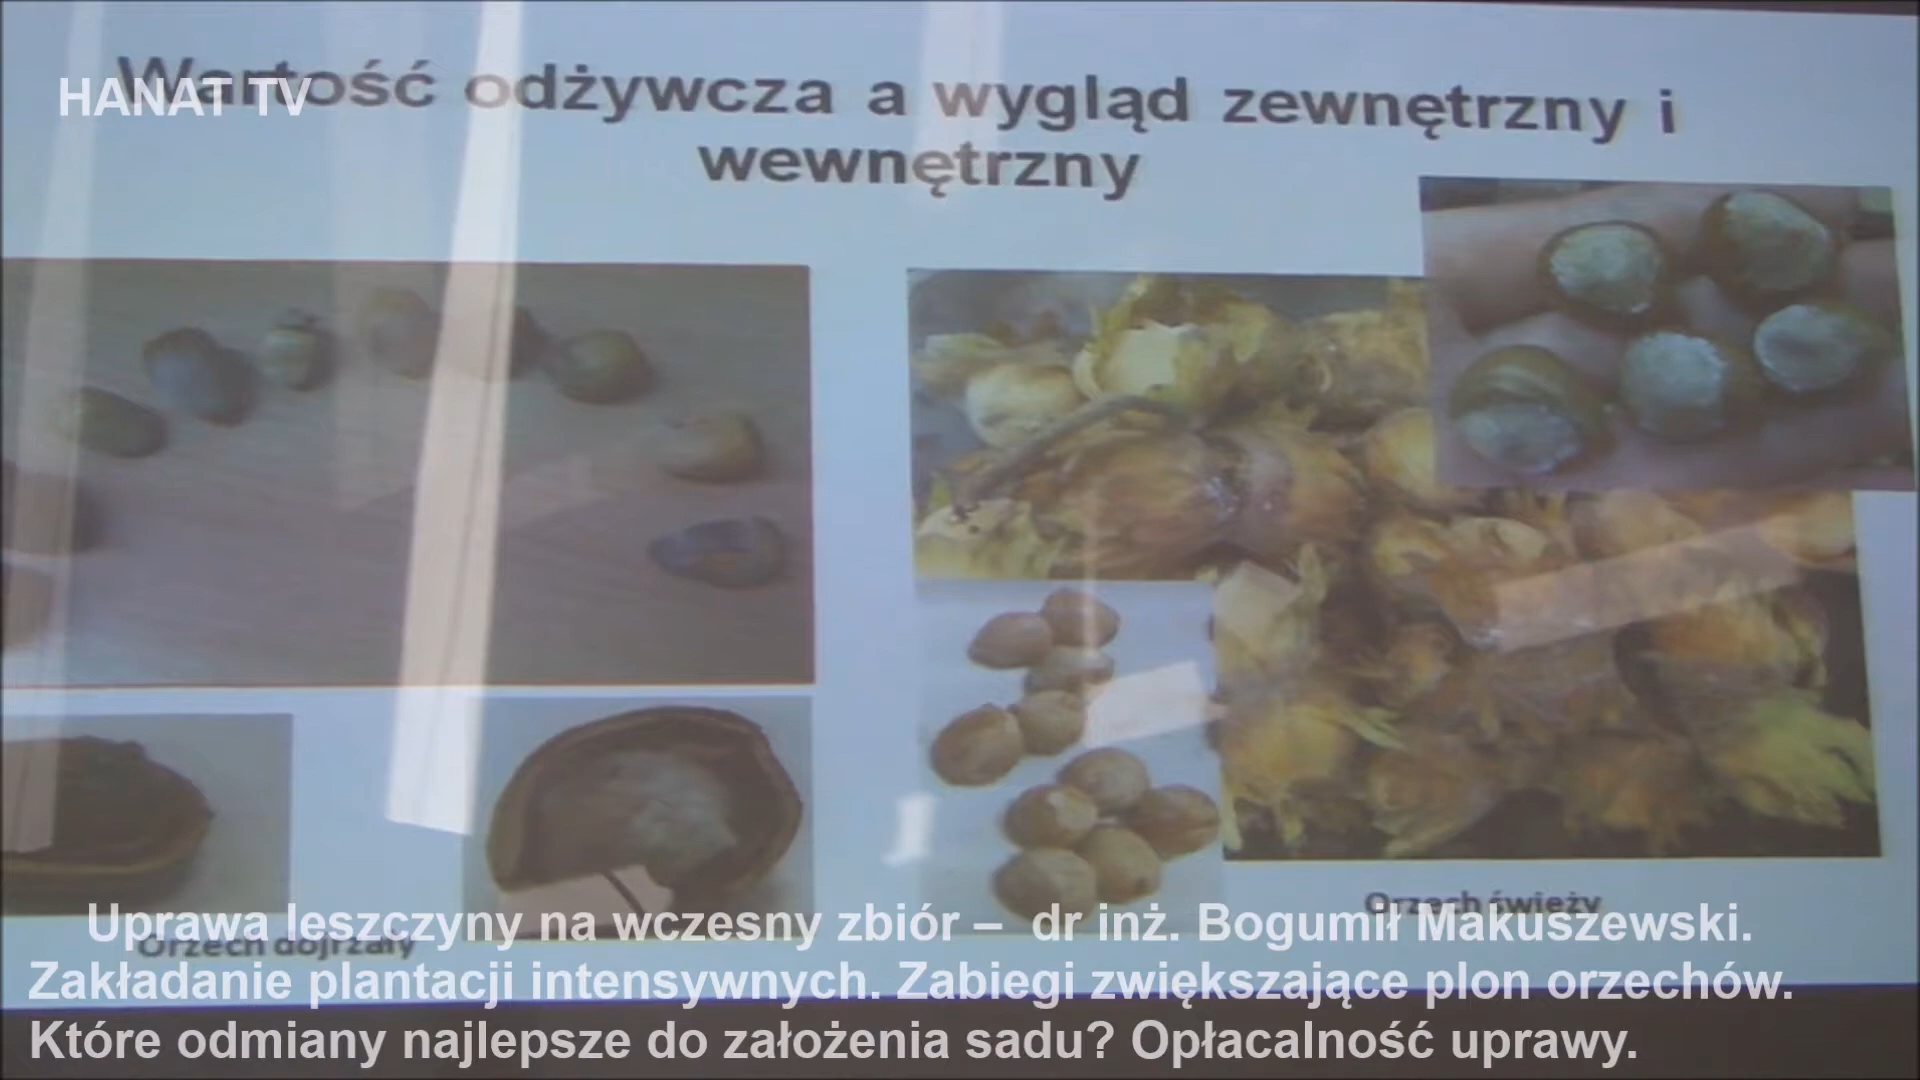 HANAT TV
Wartość odżywcza a wygląd zewnętrzny i
wewnętrzny
Orzech świeży
Orzech dojrzały
Uprawa leszczyny na wczesny zbiór – dr inż. Bogumił Makuszewski.
Zakładanie plantacji intensywnych. Zabiegi zwiększające plon orzechów.
Które odmiany najlepsze do założenia sadu? Opłacalność uprawy.